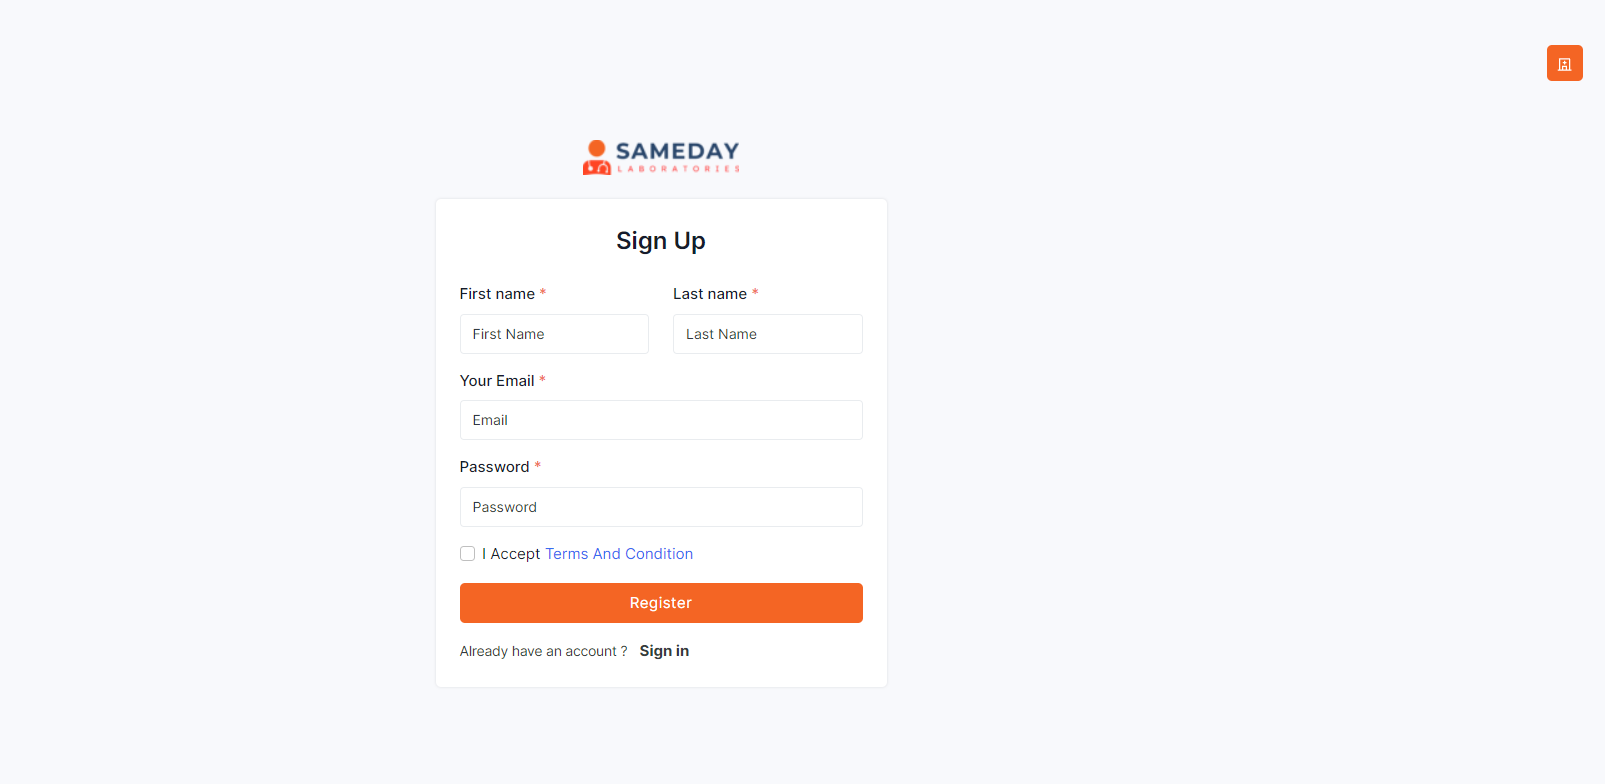 SAMEDAY
LABORATORIES
Sign Up
First name * Last name *
First Name Last Name
Your Email *
Email
Password *
Password
I Accept Terms And Condition
Register
Already have an account ? Sign in